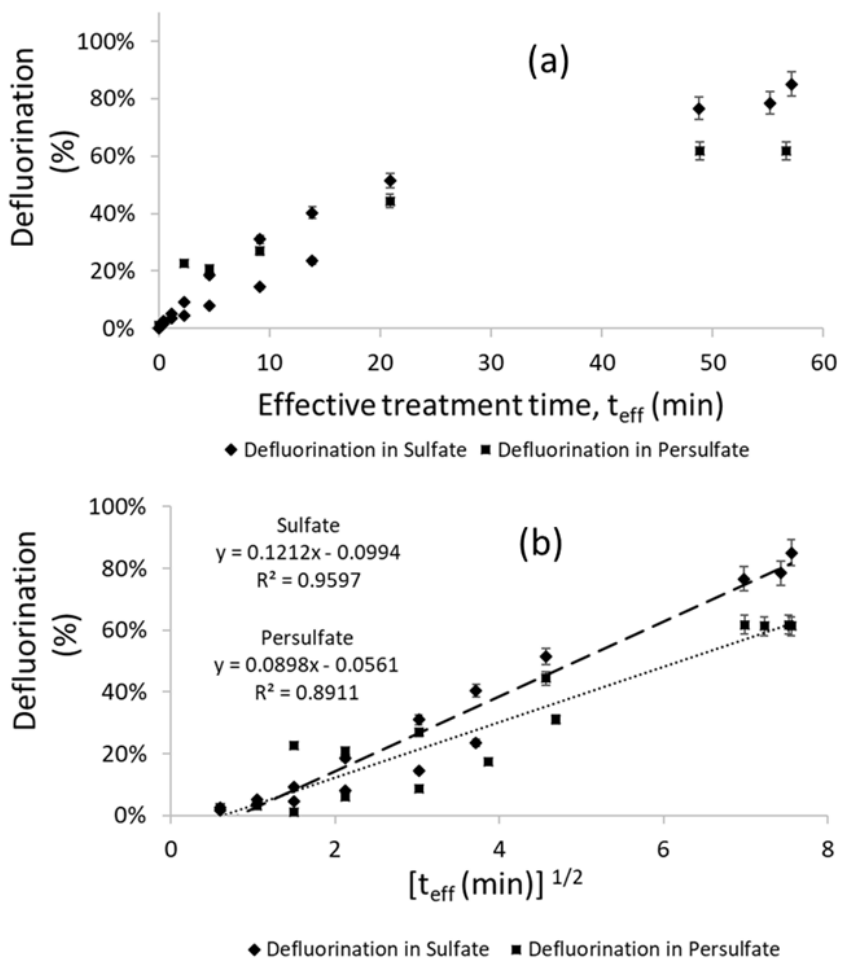 (a)
Defluorination
(%)
100%
80%
60%
40%
20%
0%
0 10 20 30 40 50 60
Effective treatment time, t_eff (min)
◆ Defluorination in Sulfate ■ Defluorination in Persulfate
(b)
Defluorination
(%)
100%
80%
60%
40%
20%
0%
Sulfate
y = 0.1212x - 0.0994
R² = 0.9597
Persulfate
y = 0.0898x - 0.0561
R² = 0.8911
0 2 4 6 8
[t_eff (min)] ^1/2
◆ Defluorination in Sulfate ■ Defluorination in Persulfate